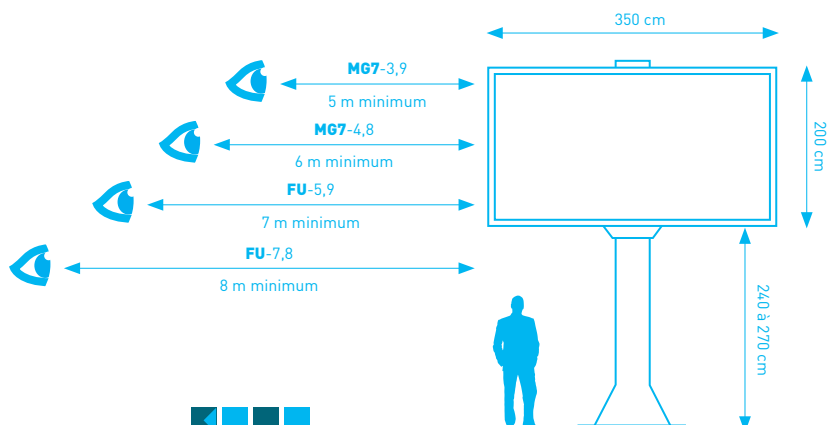 350 cm
MG7-3,9
5 m minimum
MG7-4,8
6 m minimum
200 cm
FU-5,9
7 m minimum
FU-7,8
8 m minimum
240 à 270 cm